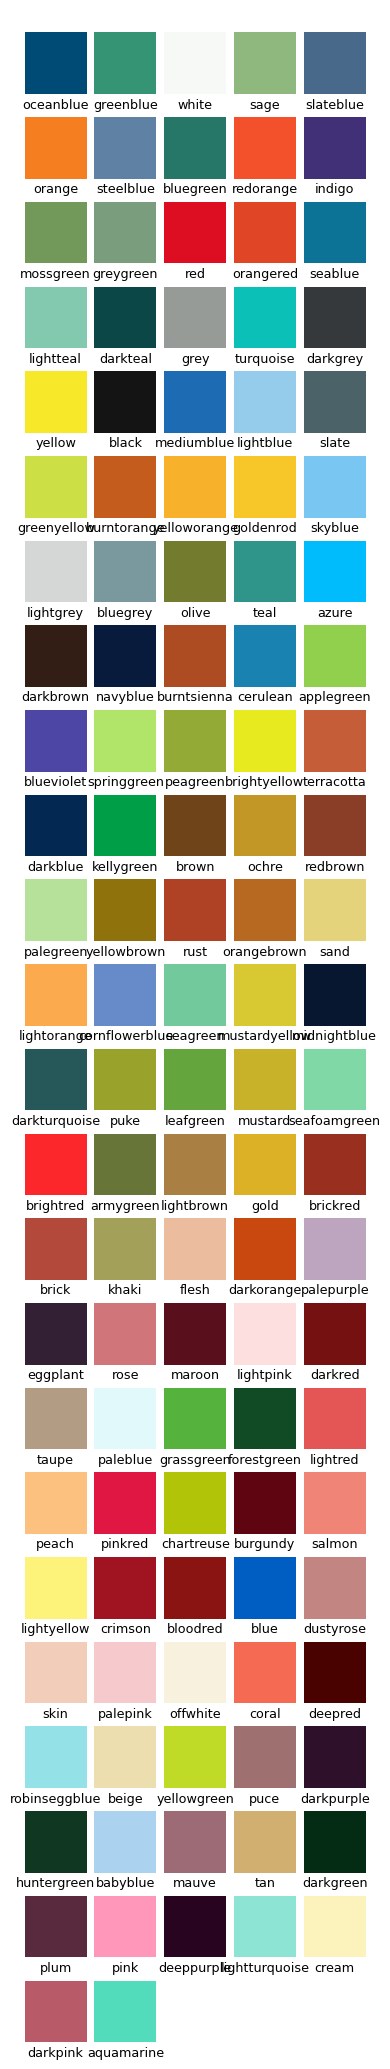 oceanblue greenblue white sage slateblue
orange steelblue bluegreen redorange indigo
mossgreen greygreen red orangered seablue
lightteal darkteal grey turquoise darkgrey
yellow black mediumblue lightblue slate
greenyellow burntorange yelloworange goldenrod skyblue
lightgrey bluegrey olive teal azure
darkbrown navyblue burntsienna cerulean applegreen
blueviolet springgreen peagreen brightyellow terracotta
darkblue kellygreen brown ochre redbrown
palegreen yellowbrown rust orangebrown sand
lightorange cornflowerblue seagreen mustardyellow midnightblue
darkturquoise puke leafgreen mustard seafoamgreen
brightred armygreen lightbrown gold brickred
brick khaki flesh darkorange palepurple
eggplant rose maroon lightpink darkred
taupe paleblue grassgreen forestgreen lightred
peach pinkred chartreuse burgundy salmon
lightyellow crimson bloodred blue dustyrose
skin palepink offwhite coral deepred
robinseggblue beige yellowgreen puce darkpurple
huntergreen babyblue mauve tan darkgreen
plum pink deeppurple lightturquoise cream
darkpink aquamarine